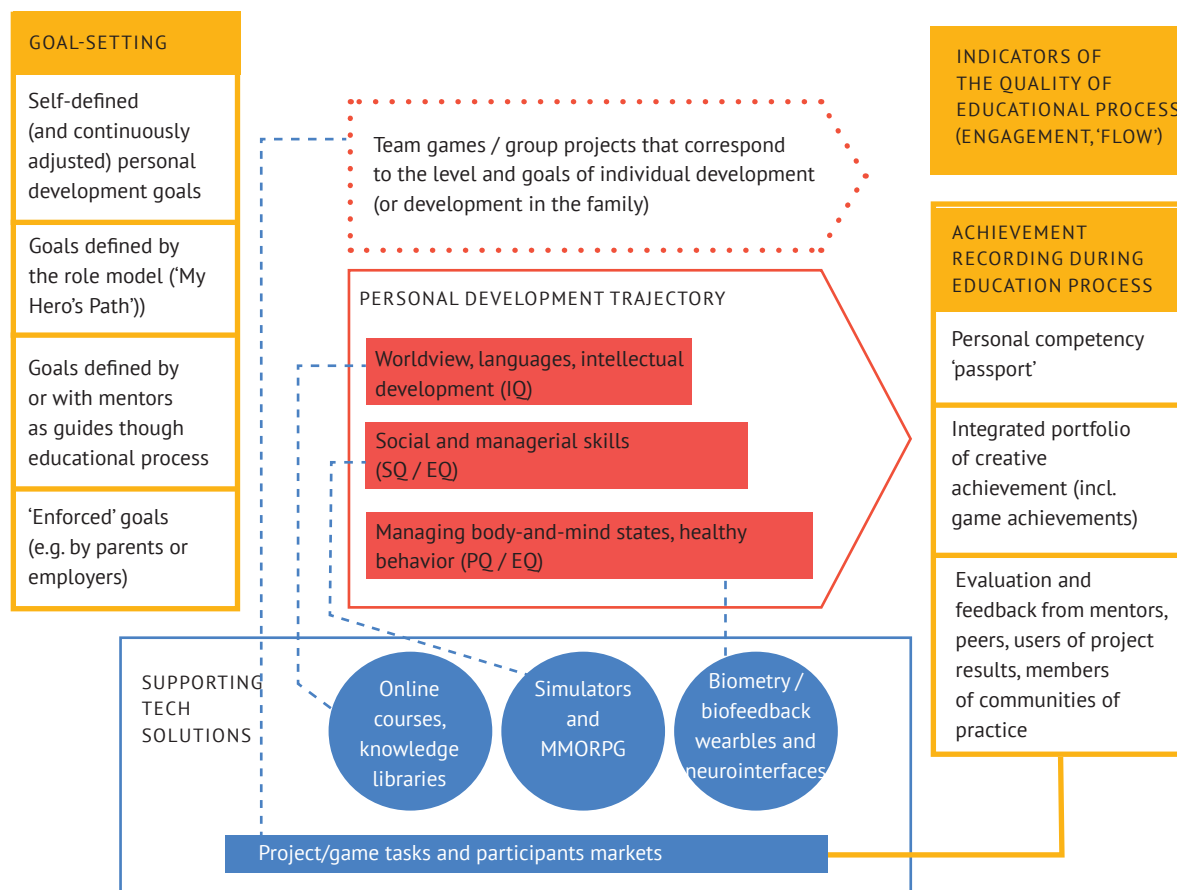 GOAL-SETTING
Self-defined
(and continuously
adjusted) personal
development goals
Goals defined by
the role model (‘My
Hero’s Path’))
Goals defined by
or with mentors
as guides though
educational process
‘Enforced’ goals
(e.g. by parents or
employers)
Team games / group projects that correspond
to the level and goals of individual development
(or development in the family)
PERSONAL DEVELOPMENT TRAJECTORY
Worldview, languages, intellectual
development (IQ)
Social and managerial skills
(SQ / EQ)
Managing body-and-mind states, healthy
behavior (PQ / EQ)
SUPPORTING
TECH
SOLUTIONS
Online
courses,
knowledge
libraries
Simulators
and
MMORPG
Biometry /
biofeedback
wearbles and
neurointerfaces
Project/game tasks and participants markets
INDICATORS OF
THE QUALITY OF
EDUCATIONAL PROCESS
(ENGAGEMENT, ‘FLOW’)
ACHIEVEMENT
RECORDING DURING
EDUCATION PROCESS
Personal competency
‘passport’
Integrated portfolio
of creative
achievement (incl.
game achievements)
Evaluation and
feedback from mentors,
peers, users of project
results, members
of communities of
practice